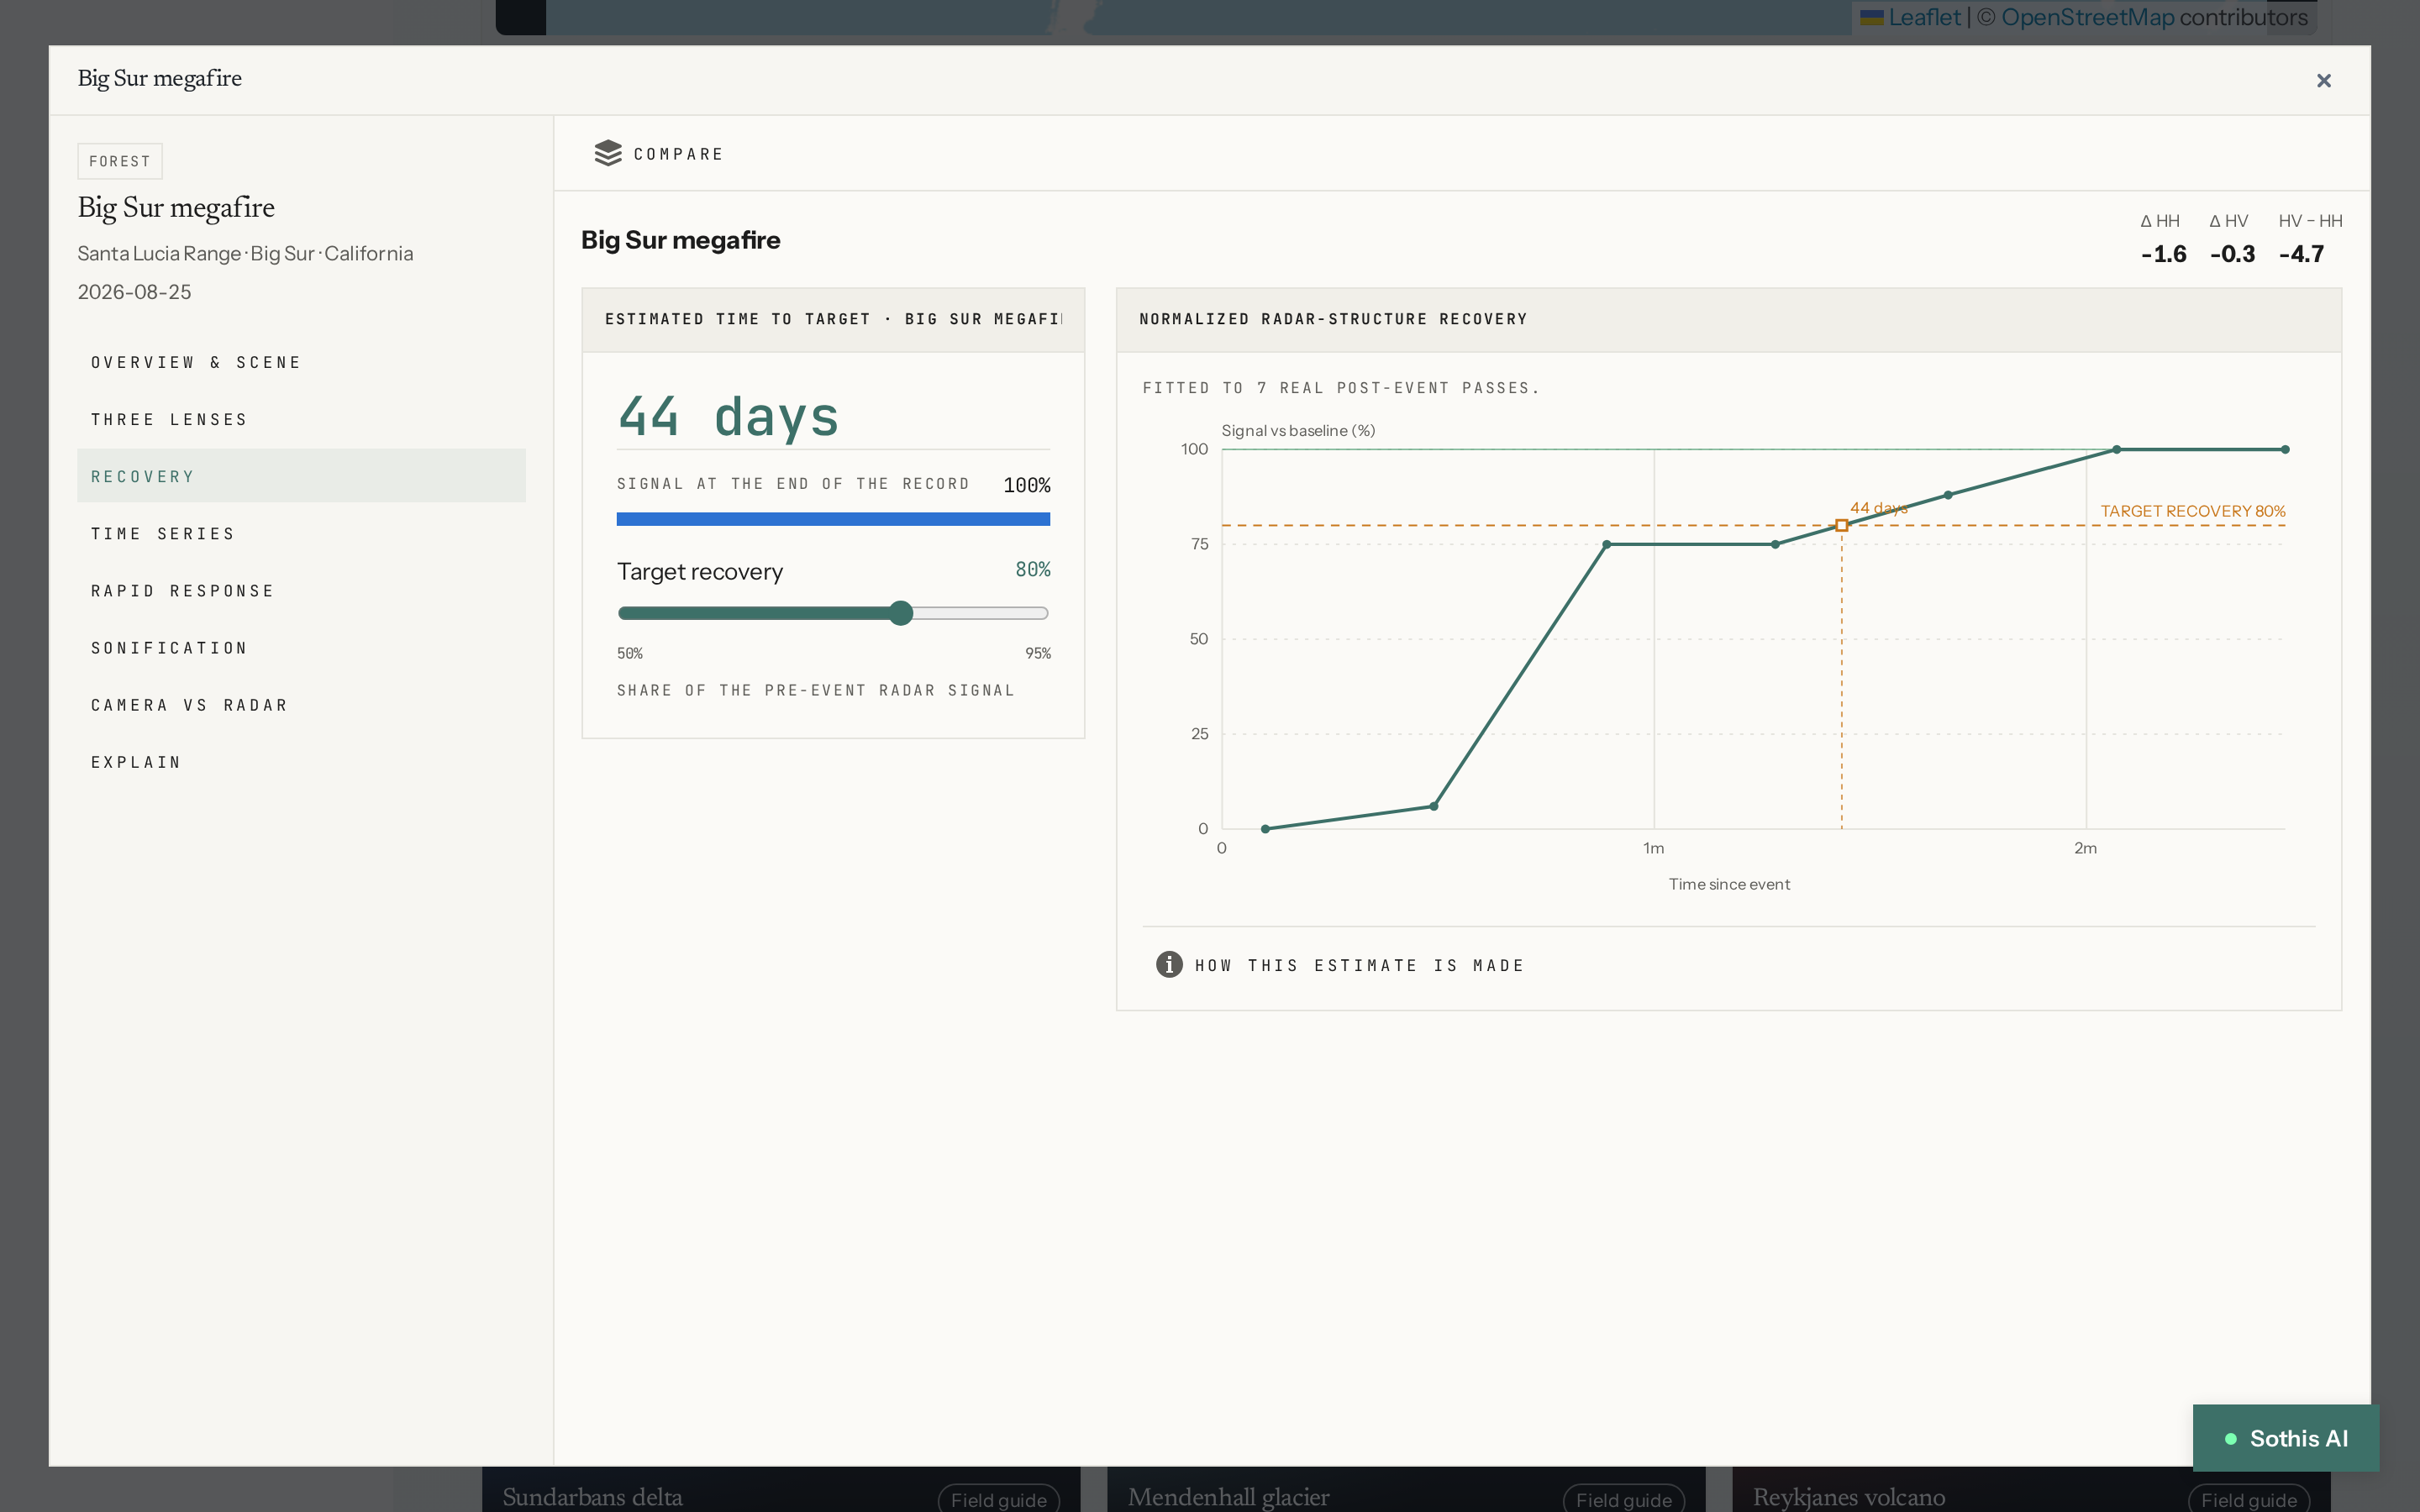 Leaflet | © OpenStreetMap contributors
Big Sur megafire
FOREST
Big Sur megafire
Santa Lucia Range · Big Sur · California
2026-08-25
OVERVIEW & SCENE
THREE LENSES
RECOVERY
TIME SERIES
RAPID RESPONSE
SONIFICATION
CAMERA VS RADAR
EXPLAIN
COMPARE
Big Sur megafire
Δ HH Δ HV HV - HH
-1.6 -0.3 -4.7
ESTIMATED TIME TO TARGET · BIG SUR MEGAFI
44 days
SIGNAL AT THE END OF THE RECORD 100%
Target recovery 80%
50% 95%
SHARE OF THE PRE-EVENT RADAR SIGNAL
NORMALIZED RADAR-STRUCTURE RECOVERY
FITTED TO 7 REAL POST-EVENT PASSES.
Signal vs baseline (%)
100
44 days
TARGET RECOVERY 80%
75
50
25
0
0 1m 2m
Time since event
HOW THIS ESTIMATE IS MADE
Sothis AI
Sundarbans delta Field guide
Mendenhall glacier Field guide
Reykjanes volcano Field guide